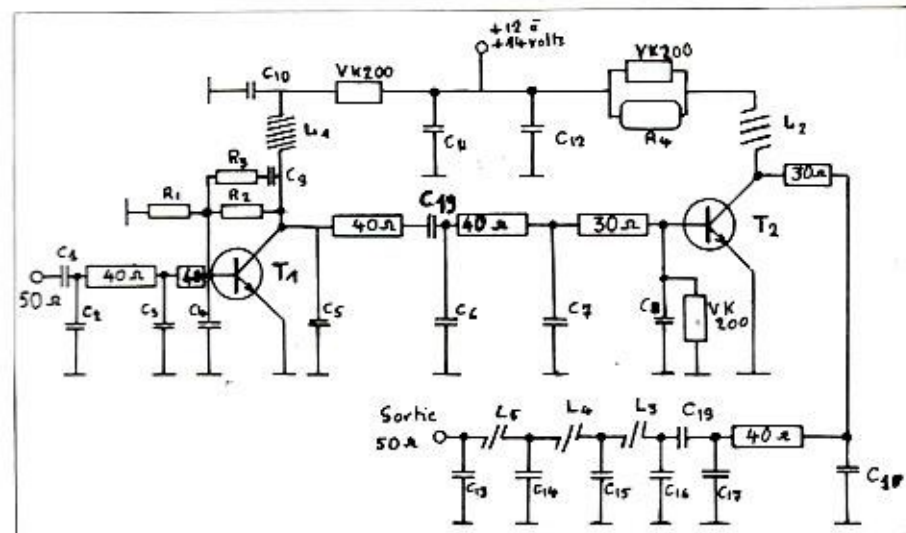 +12 à
+14 volts
C10
VK200
VK200
L1
C11
C12
R4
L2
R3
C9
30Ω
R1
R2
C19
40Ω
40Ω
30Ω
T2
C1
40Ω
40
T1
50Ω
C2
C3
C4
C5
C6
C7
C8
VK
200
Sortie
50Ω
L5
L4
L3
C19
40Ω
C13
C14
C15
C16
C17
C18